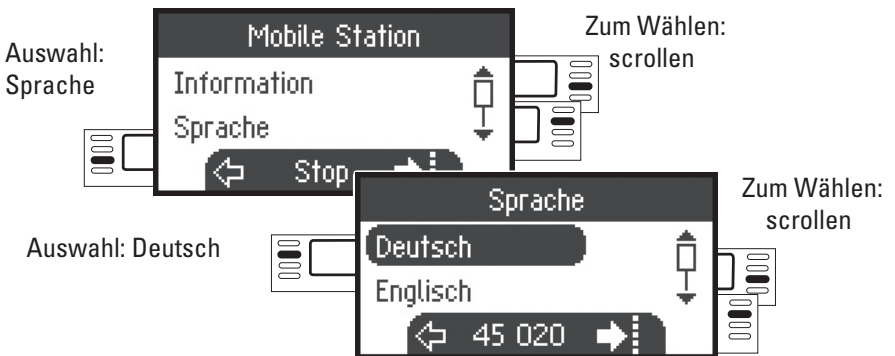 Mobile Station
Auswahl:
Sprache
Information
Sprache
Stop
Zum Wählen:
scrollen
Sprache
Auswahl: Deutsch
Deutsch
Englisch
45 020
Zum Wählen:
scrollen